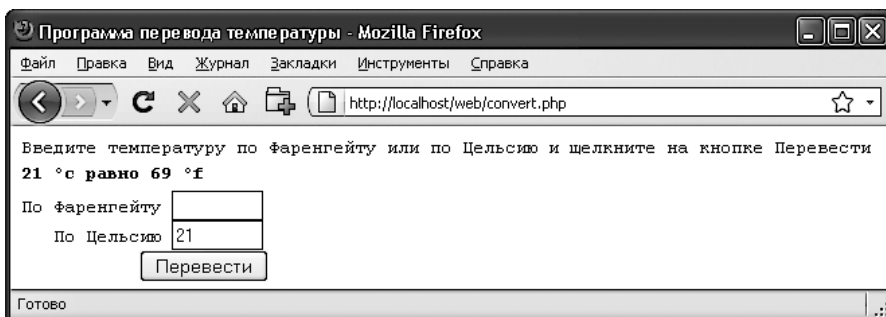 Программа перевода температуры - Mozilla Firefox
Файл Правка Вид Журнал Закладки Инструменты Справка
http://localhost/web/convert.php
Введите температуру по Фаренгейту или по Цельсию и щелкните на кнопке Перевести
21 °c равно 69 °f
По Фаренгейту
По Цельсию 21
Перевести
Готово